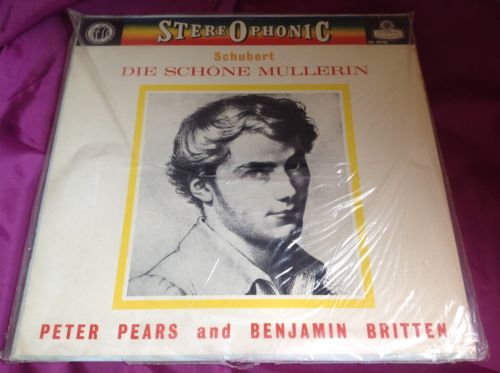 STEREOPHONIC
Schubert
DIE SCHONE MULLERIN
PETER PEARS and BENJAMIN BRITTEN